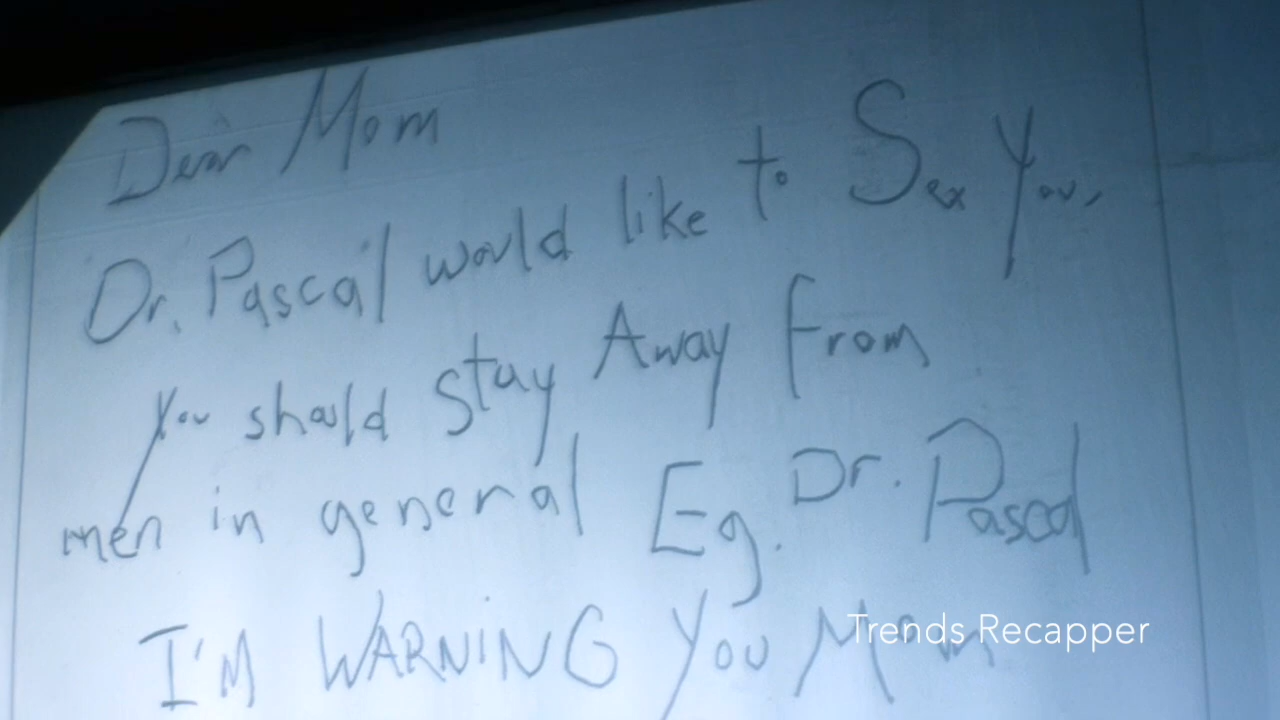 Dear Mom
Dr. Pascal would like to Sex You,
You should stay Away From
men in general Eg. Dr. Pascal
I'M WARNING You Mom
Trends Recapper